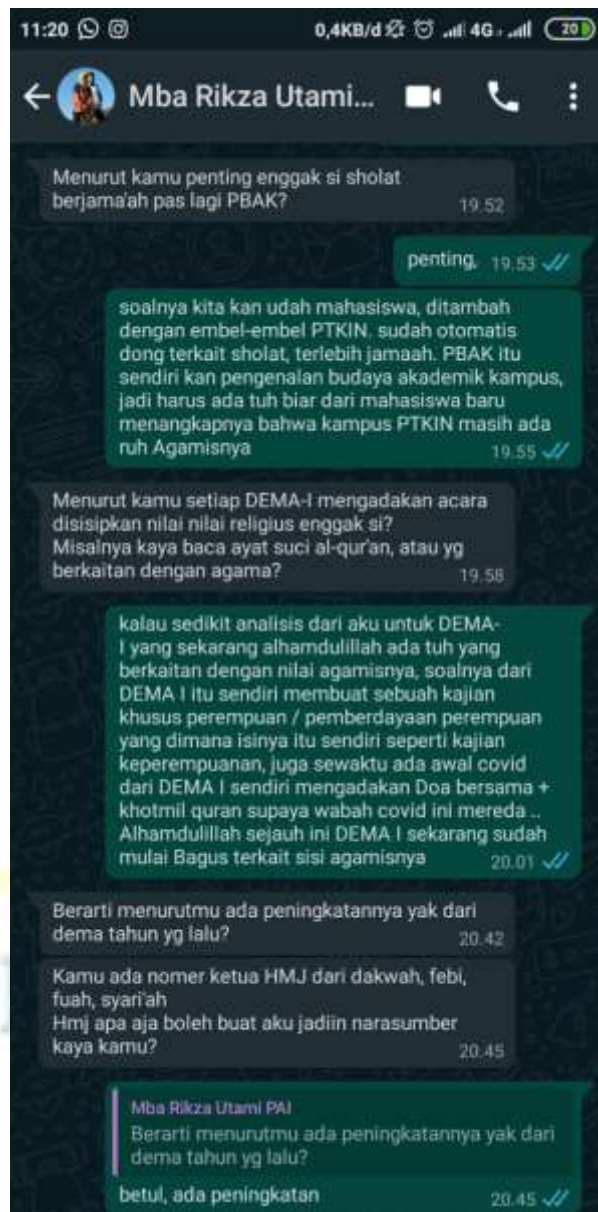 11:20
0,4KB/d
4G
20
Mba Rikza Utami...
Menurut kamu penting enggak si sholat
berjama'ah pas lagi PBAK?
19.52
penting,
19.53
soalnya kita kan udah mahasiswa, ditambah
dengan embel-embel PTKIN. sudah otomatis
dong terkait sholat, terlebih jamaah. PBAK itu
sendiri kan pengenalan budaya akademik kampus,
jadi harus ada tuh biar dari mahasiswa baru
menangkapnya bahwa kampus PTKIN masih ada
ruh Agamisnya
19.55
Menurut kamu setiap DEMA-I mengadakan acara
disisipkan nilai nilai religius enggak si?
Misalnya kaya baca ayat suci al-qur'an, atau yg
berkaitan dengan agama?
19.58
kalau sedikit analisis dari aku untuk DEMA-
I yang sekarang alhamdulillah ada tuh yang
berkaitan dengan nilai agamisnya, soalnya dari
DEMA I itu sendiri membuat sebuah kajian
khusus perempuan / pemberdayaan perempuan
yang dimana isinya itu sendiri seperti kajian
keperempuanan, juga sewaktu ada awal covid
dari DEMA I sendiri mengadakan Doa bersama +
khotmil quran supaya wabah covid ini mereda ..
Alhamdulillah sejauh ini DEMA I sekarang sudah
mulai Bagus terkait sisi agamisnya
20.01
Berarti menurutmu ada peningkatannya yak dari
dema tahun yg lalu?
20.42
Kamu ada nomer ketua HMJ dari dakwah, febi,
fuah, syari'ah
Hmj apa aja boleh buat aku jadiin narasumber
kaya kamu?
20.45
Mba Rikza Utami PAI
Berarti menurutmu ada peningkatannya yak dari
dema tahun yg lalu?
betul, ada peningkatan
20.45